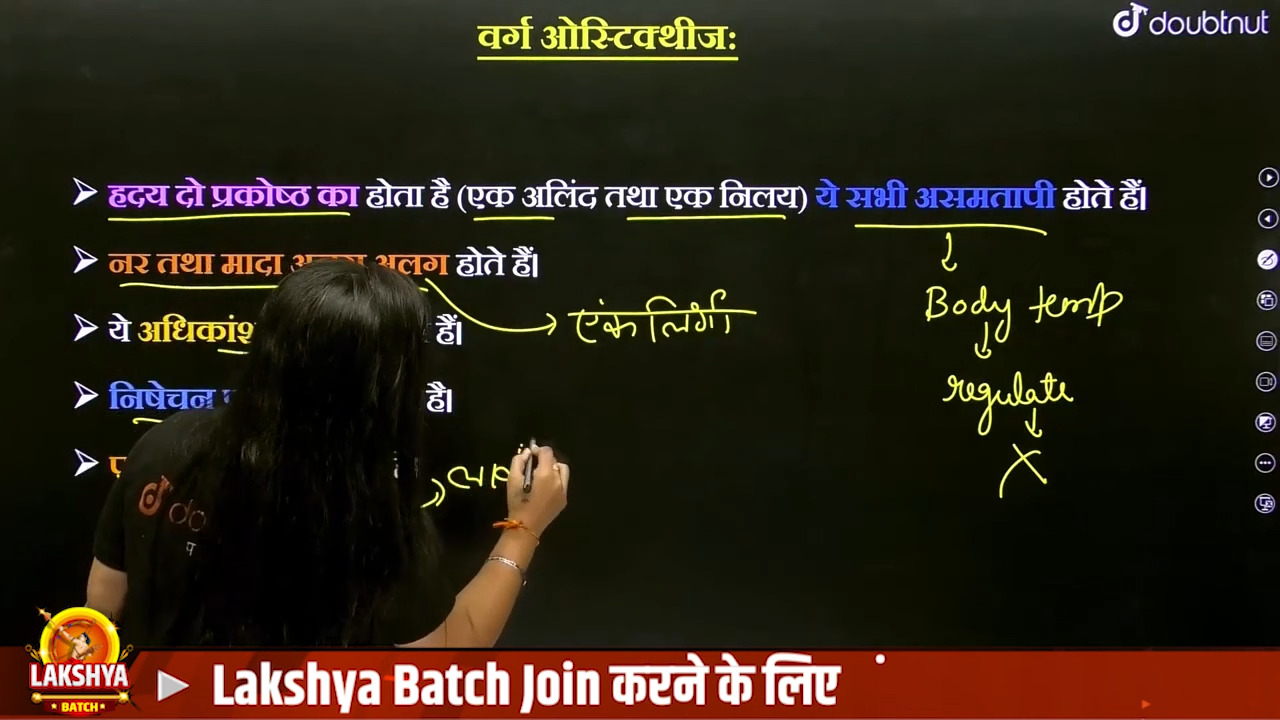 doubtnut
वर्ग ओस्टिक्थीज:
➤ हृदय दो प्रकोष्ठ का होता है (एक अलिंद तथा एक निलय) ये सभी असमतापी होते हैं।
➤ नर तथा मादा अलग होते हैं।
Body temp
➤ ये अधिकांश हैं।
एकलिंगी
regulate
➤ निषेचन है।
X
LAKSHYA
BATCH
Lakshya Batch Join करने के लिए